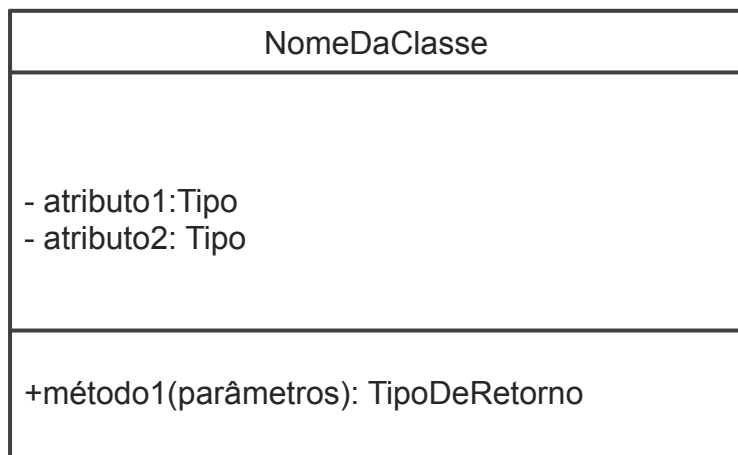 NomeDaClasse
- atributo1:Tipo
- atributo2: Tipo
+método1(parâmetros): TipoDeRetorno